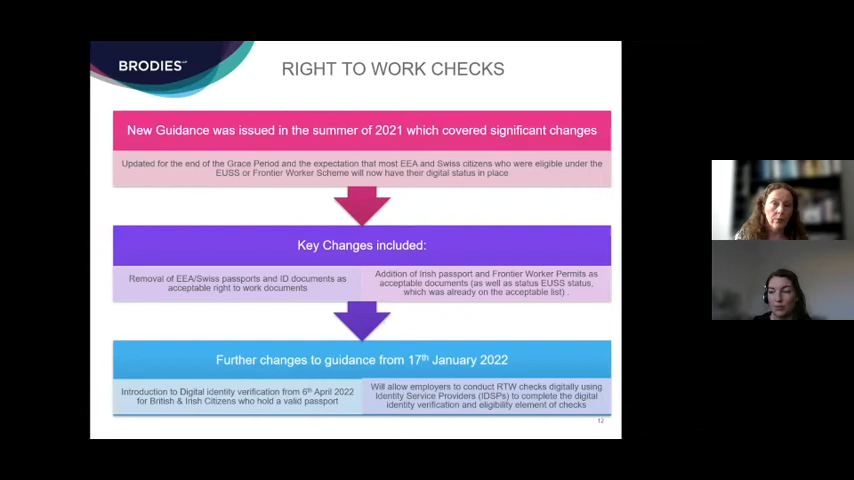 BRODIES LLP
RIGHT TO WORK CHECKS
New Guidance was issued in the summer of 2021 which covered significant changes
Updated for the end of the Grace Period and the expectation that most EEA and Swiss citizens who were eligible under the
EUSS or Frontier Worker Scheme will now have their digital status in place
Key Changes included:
Removal of EEA/Swiss passports and ID documents as
acceptable right to work documents
Addition of Irish passport and Frontier Worker Permits as
acceptable documents (as well as status EUSS status,
which was already on the acceptable list) .
Further changes to guidance from 17th January 2022
Introduction to Digital identity verification from 6th April 2022
for British & Irish Citizens who hold a valid passport
Will allow employers to conduct RTW checks digitally using
Identity Service Providers (IDSPs) to complete the digital
identity verification and eligibility element of checks
12